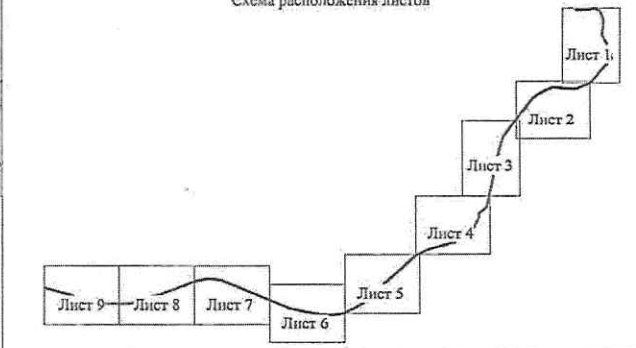 Схема расположения листов
Лист 1
Лист 2
Лист 3
Лист 4
Лист 5
Лист 6
Лист 7
Лист 8
Лист 9